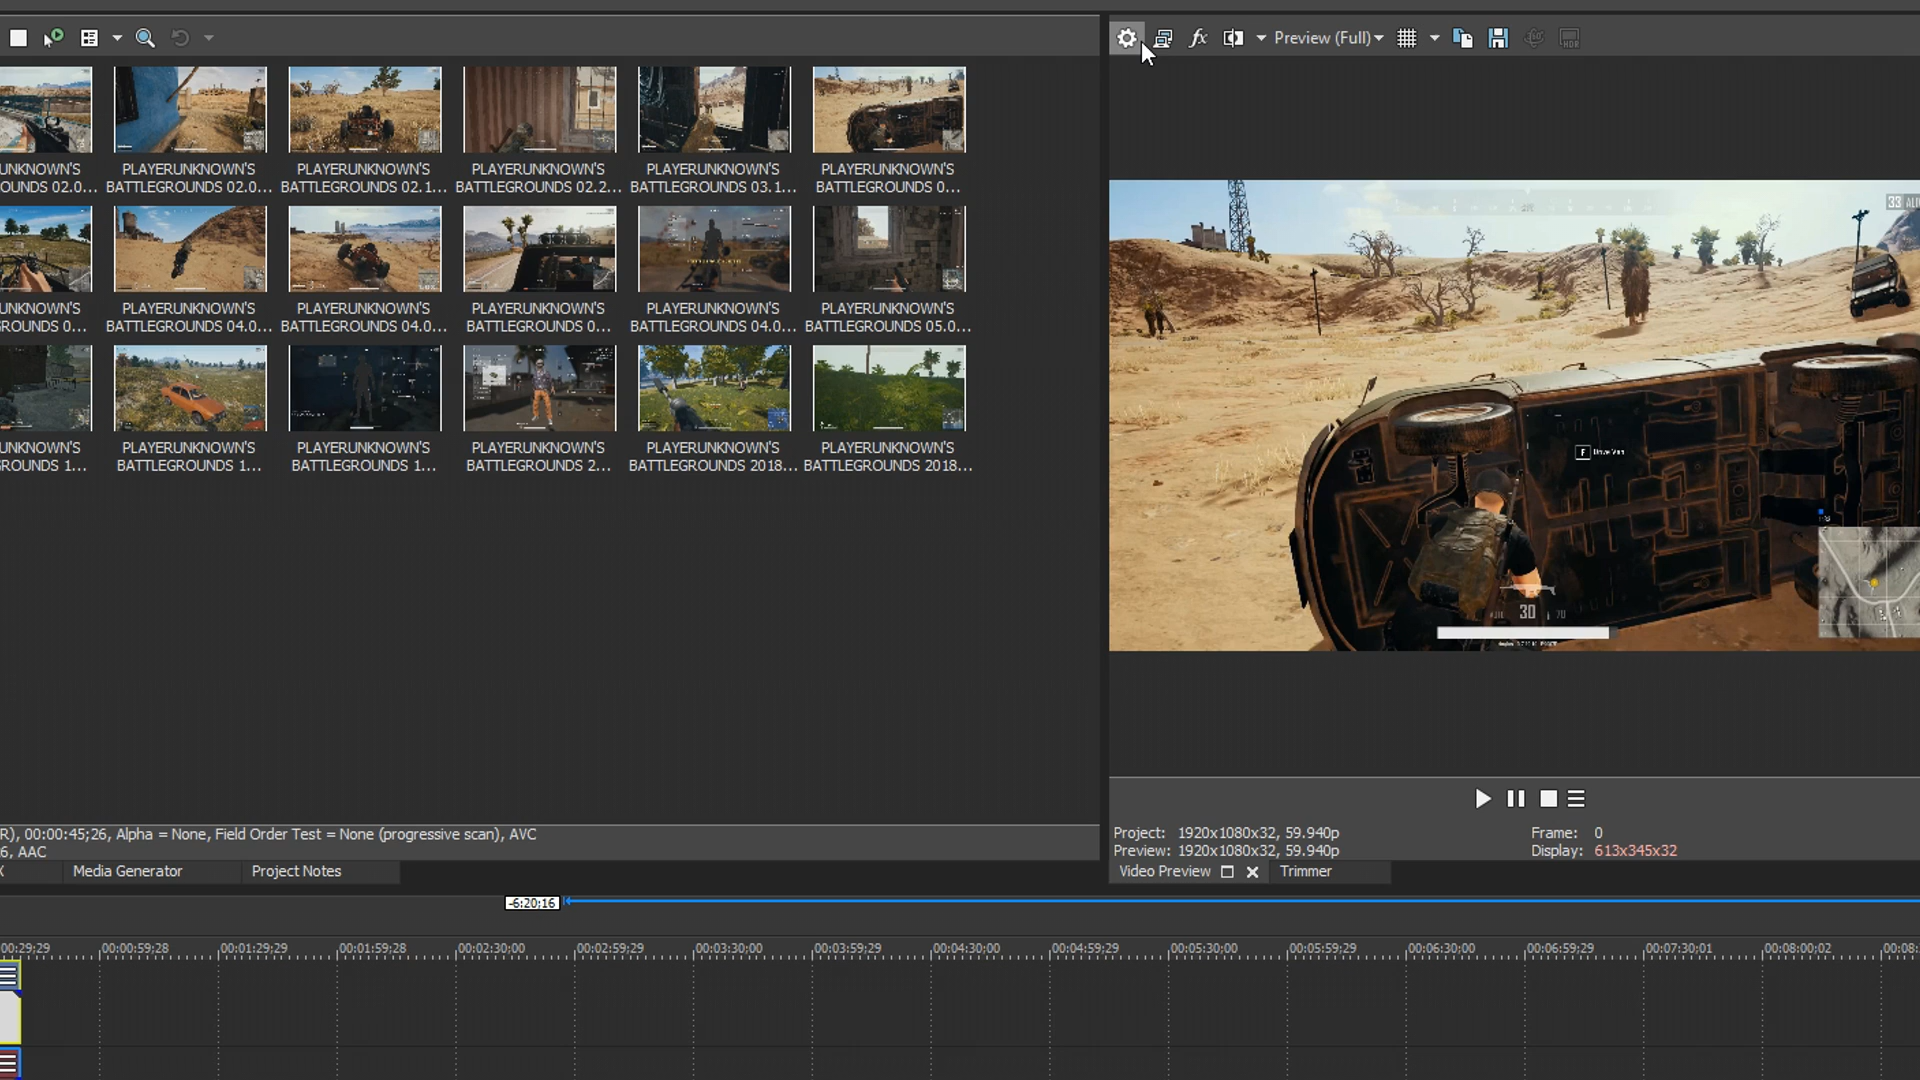 Preview (Full)
UNKNOWN'S
OUNDS 02.0...
PLAYERUNKNOWN'S
BATTLEGROUNDS 02.0...
PLAYERUNKNOWN'S
BATTLEGROUNDS 02.1...
PLAYERUNKNOWN'S
BATTLEGROUNDS 02.2...
PLAYERUNKNOWN'S
BATTLEGROUNDS 03.1...
PLAYERUNKNOWN'S
BATTLEGROUNDS 0...
UNKNOWN'S
GROUNDS 0...
PLAYERUNKNOWN'S
BATTLEGROUNDS 04.0...
PLAYERUNKNOWN'S
BATTLEGROUNDS 04.0...
PLAYERUNKNOWN'S
BATTLEGROUNDS 0...
PLAYERUNKNOWN'S
BATTLEGROUNDS 04.0...
PLAYERUNKNOWN'S
BATTLEGROUNDS 05.0...
UNKNOWN'S
GROUNDS 1...
PLAYERUNKNOWN'S
BATTLEGROUNDS 1...
PLAYERUNKNOWN'S
BATTLEGROUNDS 1...
PLAYERUNKNOWN'S
BATTLEGROUNDS 2...
PLAYERUNKNOWN'S
BATTLEGROUNDS 2018...
PLAYERUNKNOWN'S
BATTLEGROUNDS 2018...
33 ALI
F Drive Van
30
R), 00:00:45;26, Alpha = None, Field Order Test = None (progressive scan), AVC
6, AAC
Media Generator
Project Notes
Project: 1920x1080x32, 59.940p
Preview: 1920x1080x32, 59.940p
Frame: 0
Display: 613x345x32
Video Preview
Trimmer
-6:20;16
00:29;29 00:00:59;28 00:01:29;29 00:01:59;28 00:02:30;00 00:02:59;29 00:03:30;00 00:03:59;29 00:04:30;00 00:04:59;29 00:05:30;00 00:05:59;29 00:06:30;00 00:06:59;29 00:07:30;01 00:08:00;02 00:08: